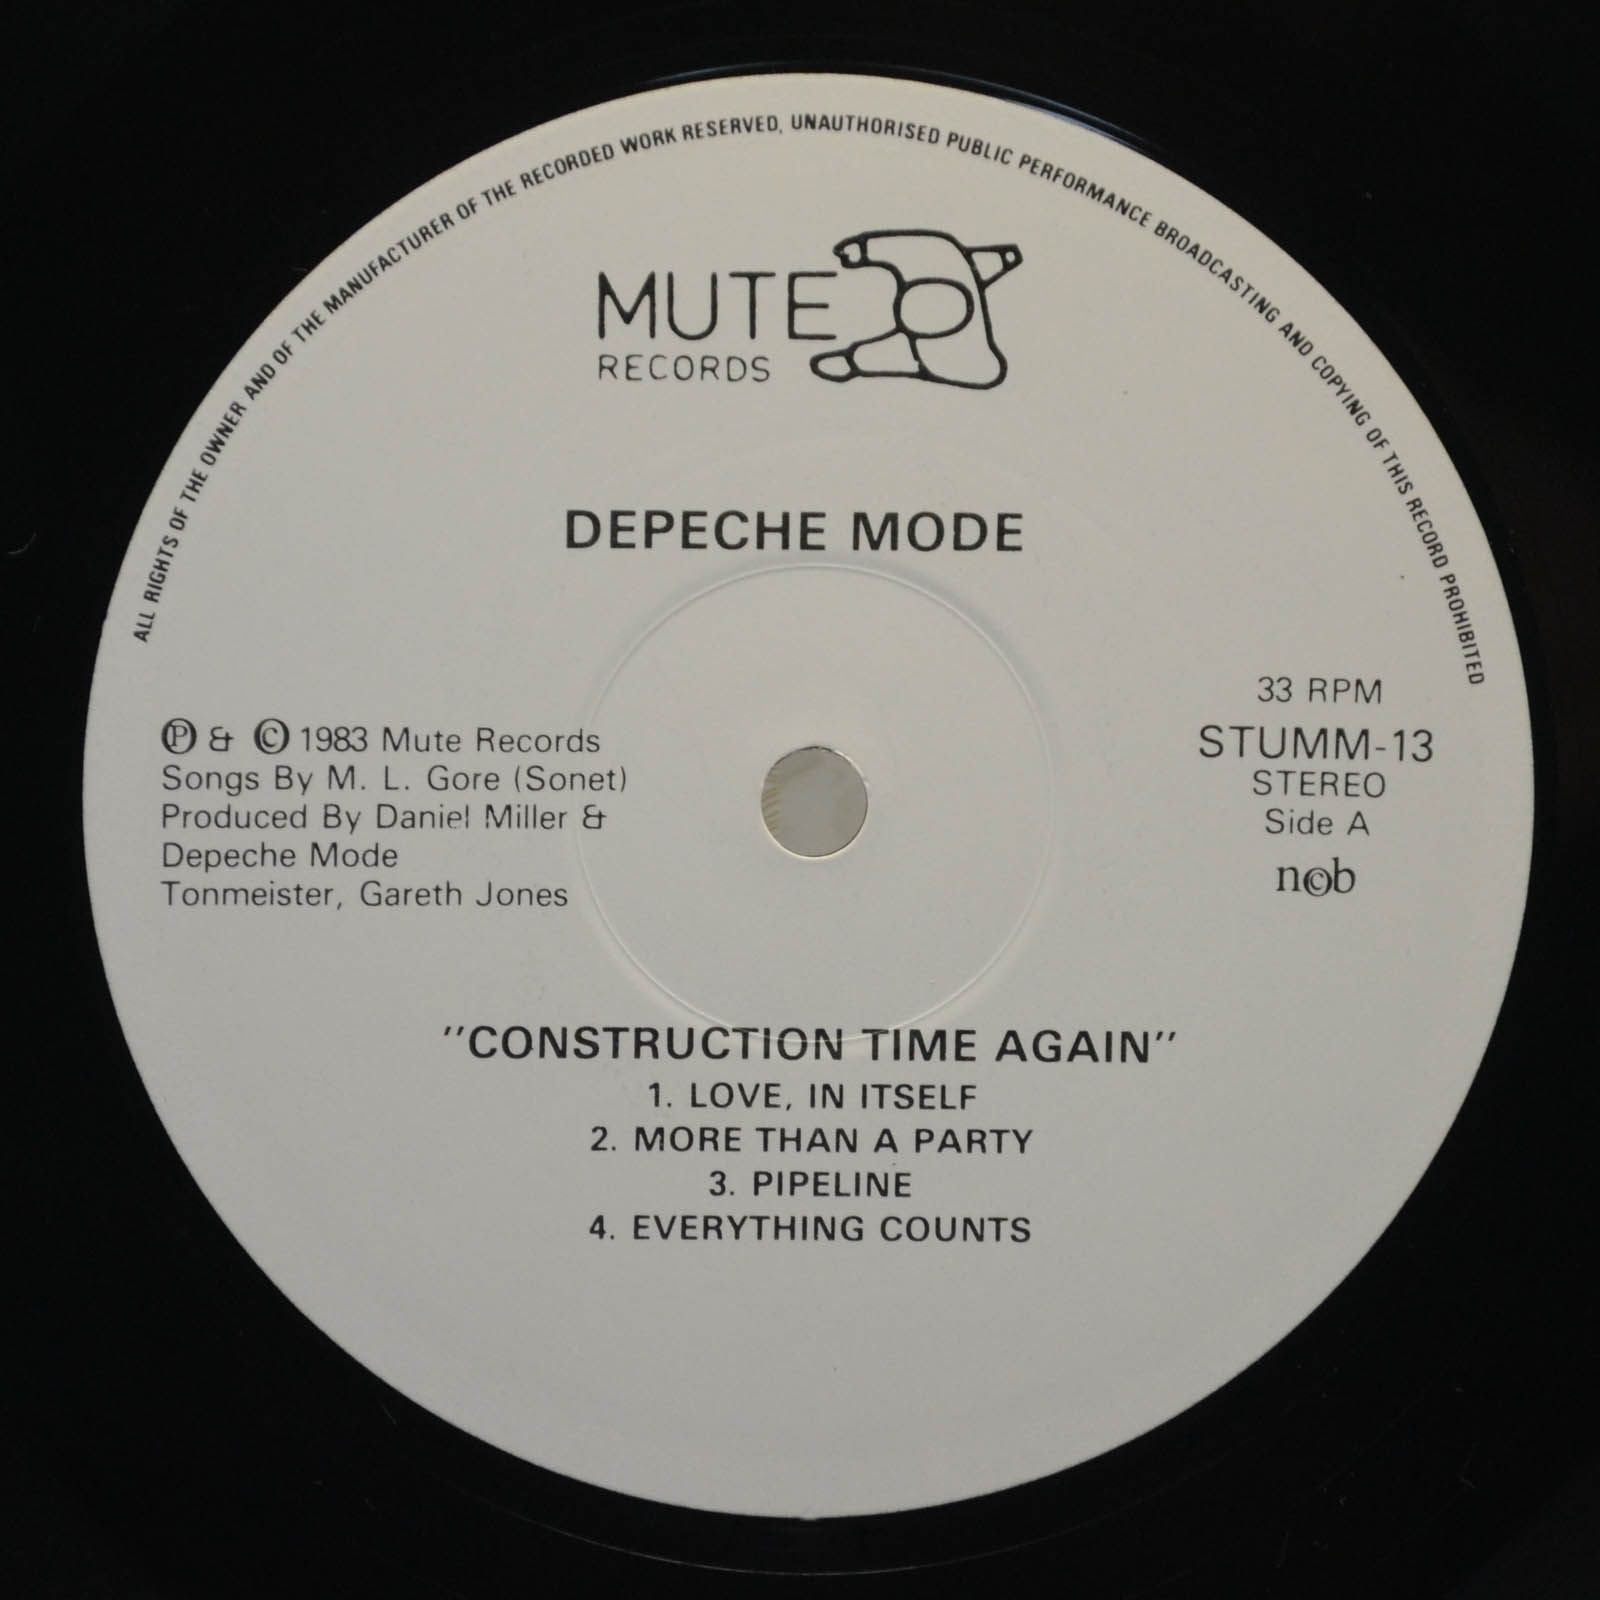 ALL RIGHTS OF THE OWNER AND OF THE MANUFACTURER OF THE RECORDED WORK RESERVED, UNAUTHORISED PUBLIC PERFORMANCE BROADCASTING AND COPYING OF THIS RECORD PROHIBITED
MUTE
RECORDS
DEPECHE MODE
℗ & © 1983 Mute Records
Songs By M. L. Gore (Sonet)
Produced By Daniel Miller &
Depeche Mode
Tonmeister, Gareth Jones
33 RPM
STUMM-13
STEREO
Side A
n©b
"CONSTRUCTION TIME AGAIN"
1. LOVE, IN ITSELF
2. MORE THAN A PARTY
3. PIPELINE
4. EVERYTHING COUNTS